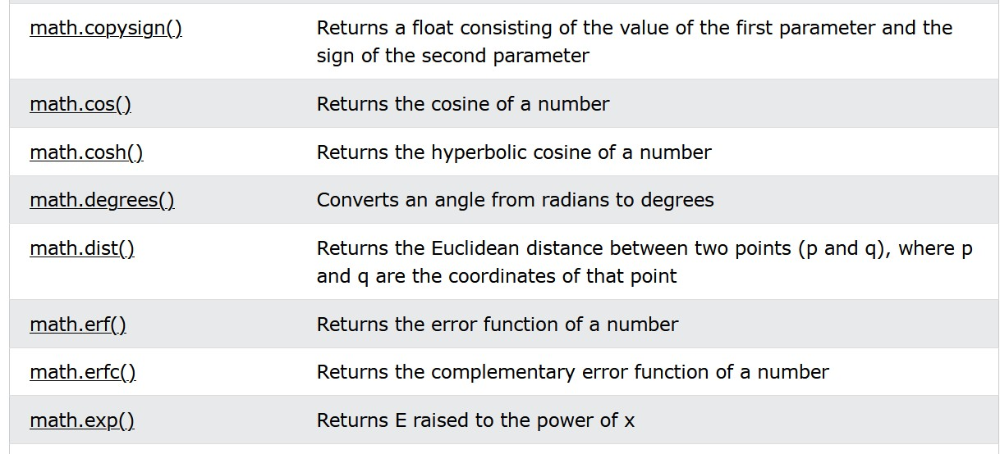 math.copysign() Returns a float consisting of the value of the first parameter and the
sign of the second parameter
math.cos() Returns the cosine of a number
math.cosh() Returns the hyperbolic cosine of a number
math.degrees() Converts an angle from radians to degrees
math.dist() Returns the Euclidean distance between two points (p and q), where p
and q are the coordinates of that point
math.erf() Returns the error function of a number
math.erfc() Returns the complementary error function of a number
math.exp() Returns E raised to the power of x